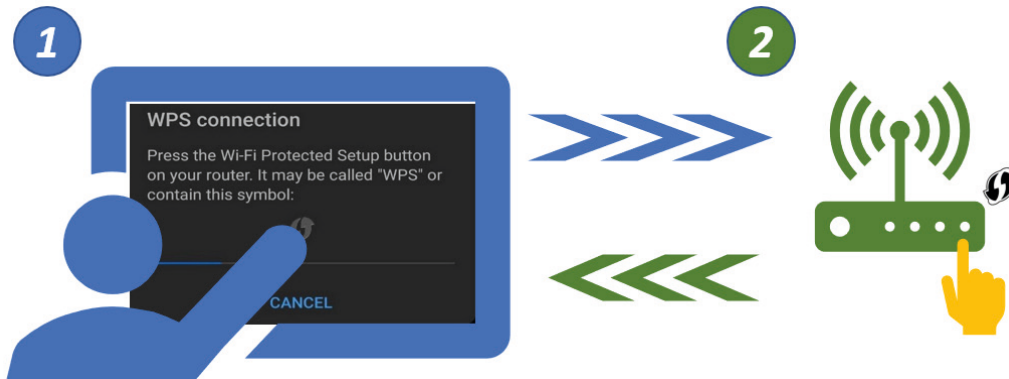 1
2
WPS connection
Press the Wi-Fi Protected Setup button
on your router. It may be called "WPS" or
contain this symbol:
CANCEL